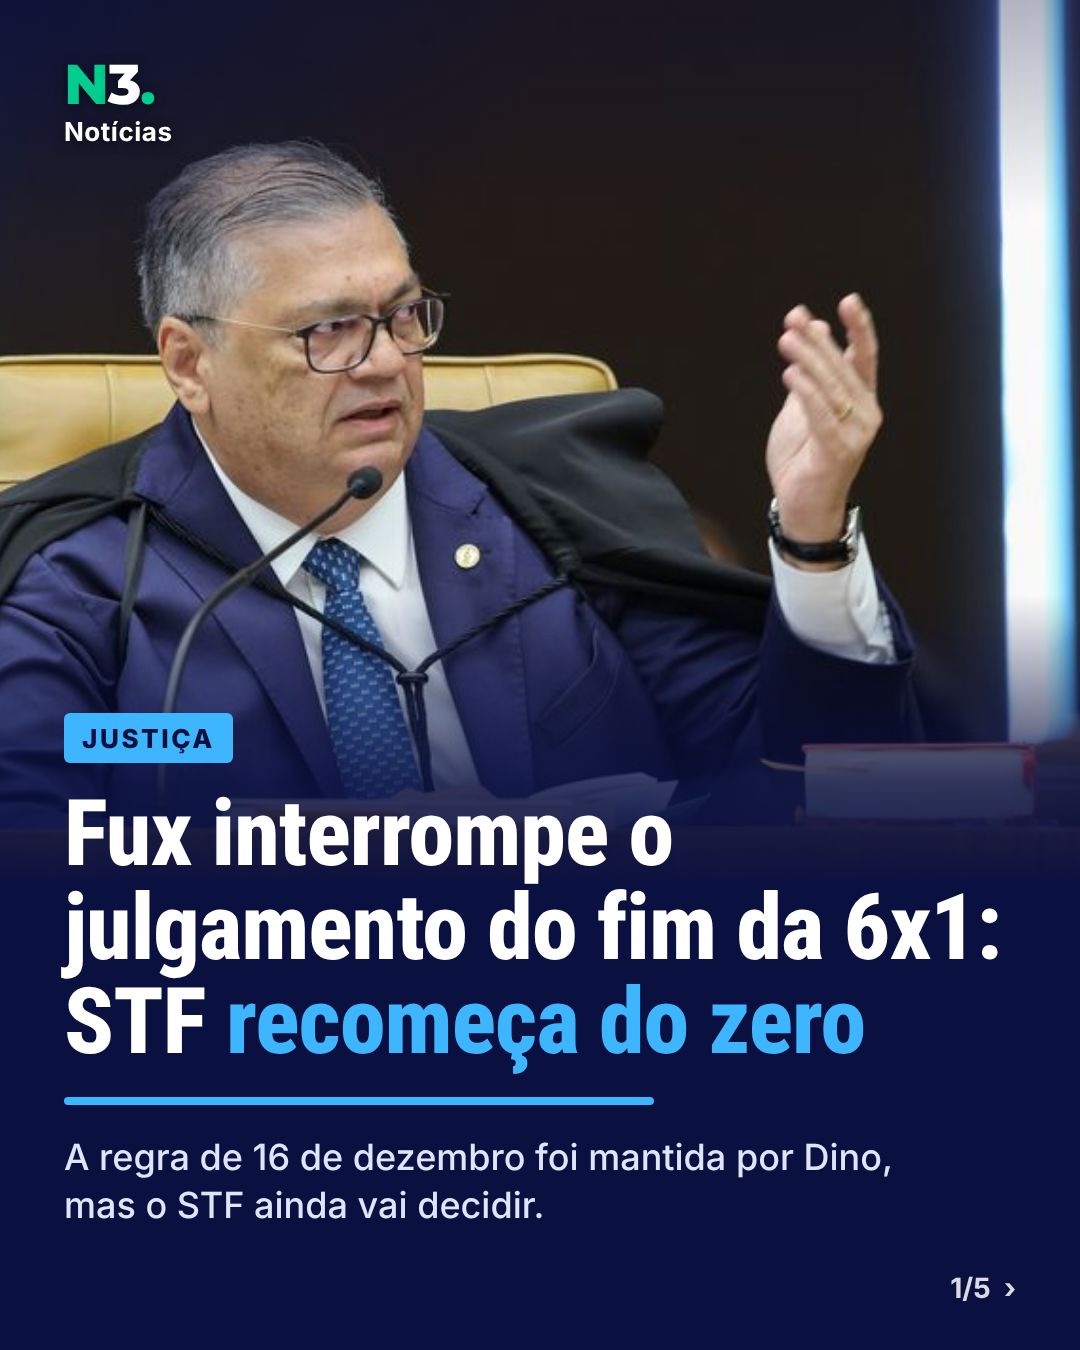 N3.
Notícias
JUSTIÇA
Fux interrompe o
julgamento do fim da 6x1:
STF recomeça do zero
A regra de 16 de dezembro foi mantida por Dino,
mas o STF ainda vai decidir.
1/5 ›